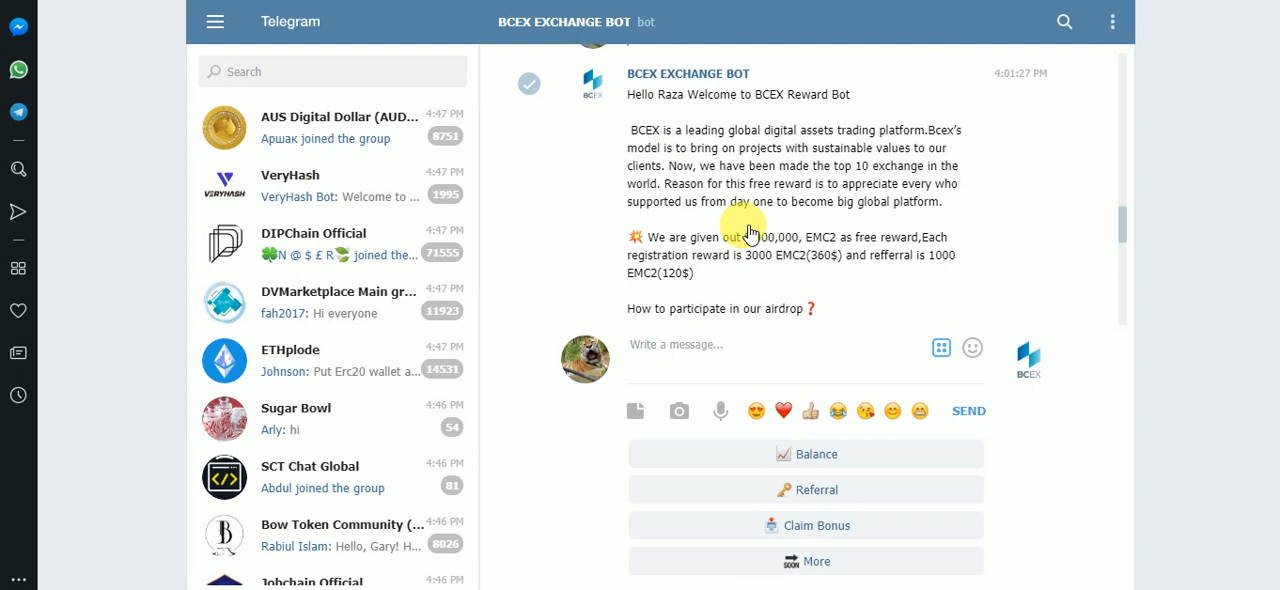 Telegram
BCEX EXCHANGE BOT bot
Search
AUS Digital Dollar (AUD... 4:47 PM
Аршак joined the group 8751
VeryHash 4:47 PM
VeryHash Bot: Welcome to ... 1995
DIPChain Official 4:47 PM
🍀N @ $ £ R🍃 joined the... 71555
DVMarketplace Main gr... 4:47 PM
fah2017: Hi everyone 11923
ETHplode 4:47 PM
Johnson: Put Erc20 wallet a... 14531
Sugar Bowl 4:46 PM
Arly: hi 54
SCT Chat Global 4:46 PM
Abdul joined the group 81
Bow Token Community (... 4:46 PM
Rabiul Islam: Hello, Gary! H... 8026
Jobchain Official 4:46 PM
VERYHASH
BCEX
BCEX EXCHANGE BOT 4:01:27 PM
Hello Raza Welcome to BCEX Reward Bot
BCEX is a leading global digital assets trading platform.Bcex's
model is to bring on projects with sustainable values to our
clients. Now, we have been made the top 10 exchange in the
world. Reason for this free reward is to appreciate every who
supported us from day one to become big global platform.
💥 We are given out 00,000, EMC2 as free reward,Each
registration reward is 3000 EMC2(360$) and refferral is 1000
EMC2(120$)
How to participate in our airdrop ❓
Write a message...
BCEX
SEND
📈 Balance
🔑 Referral
📩 Claim Bonus
🔜 More